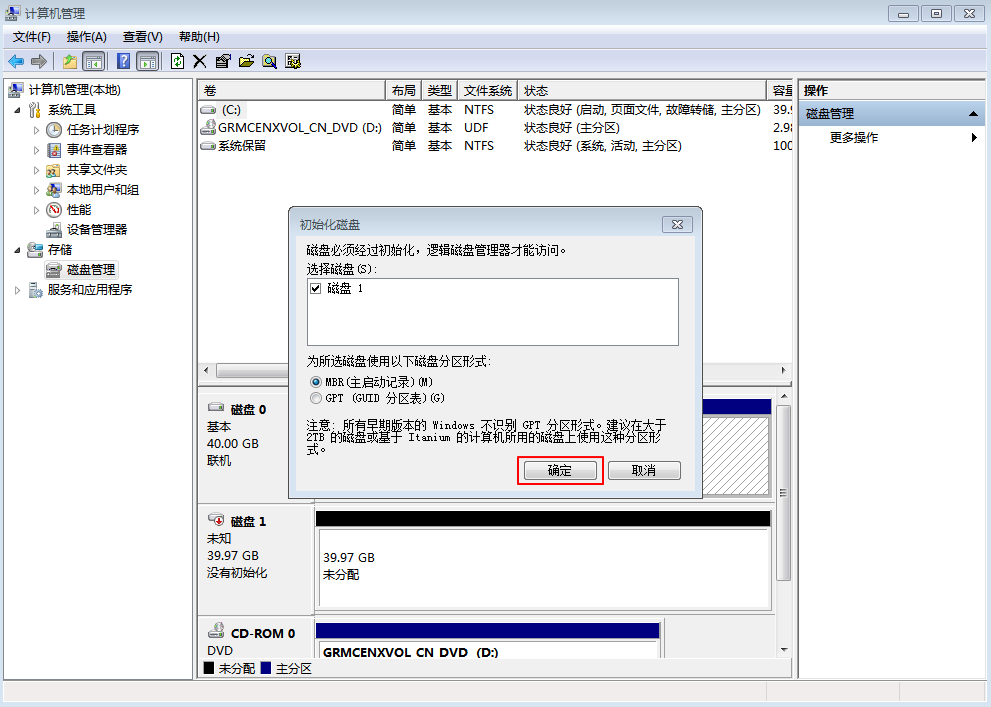 计算机管理
文件(F) 操作(A) 查看(V) 帮助(H)
计算机管理(本地)
系统工具
任务计划程序
事件查看器
共享文件夹
本地用户和组
性能
设备管理器
存储
磁盘管理
服务和应用程序
卷 布局 类型 文件系统 状态 容量
(C:) 简单 基本 NTFS 状态良好 (启动, 页面文件, 故障转储, 主分区) 39.9
GRMCENXVOL_CN_DVD (D:) 简单 基本 UDF 状态良好 (主分区) 2.98
系统保留 简单 基本 NTFS 状态良好 (系统, 活动, 主分区) 100
操作
磁盘管理
更多操作
初始化磁盘
磁盘必须经过初始化，逻辑磁盘管理器才能访问。
选择磁盘(S):
磁盘 1
为所选磁盘使用以下磁盘分区形式:
MBR(主启动记录)(M)
GPT (GUID 分区表)(G)
注意: 所有早期版本的 Windows 不识别 GPT 分区形式。建议在大于
2TB 的磁盘或基于 Itanium 的计算机所用的磁盘上使用这种分区形
式。
确定 取消
磁盘 0
基本
40.00 GB
联机
磁盘 1
未知
39.97 GB
没有初始化
39.97 GB
未分配
CD-ROM 0
DVD
GRMCENXVOL_CN_DVD (D:)
未分配 主分区